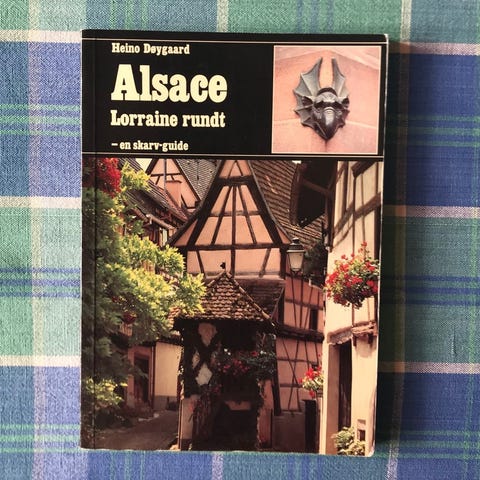 Heino Døygaard
Alsace
Lorraine rundt
– en skarv-guide